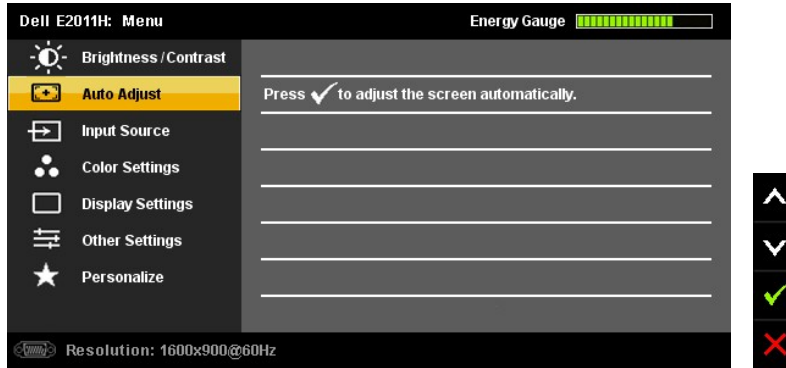 Dell E2011H: Menu Energy Gauge
Brightness / Contrast
Auto Adjust Press ✓ to adjust the screen automatically.
Input Source
Color Settings
Display Settings
Other Settings
Personalize
Resolution: 1600x900@60Hz